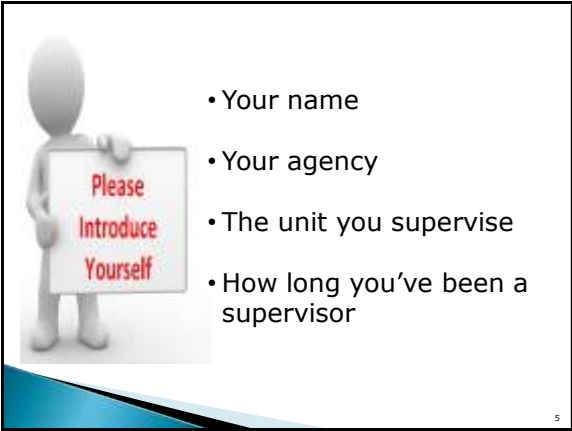 Please
Introduce
Yourself
• Your name
• Your agency
• The unit you supervise
• How long you’ve been a
supervisor
5